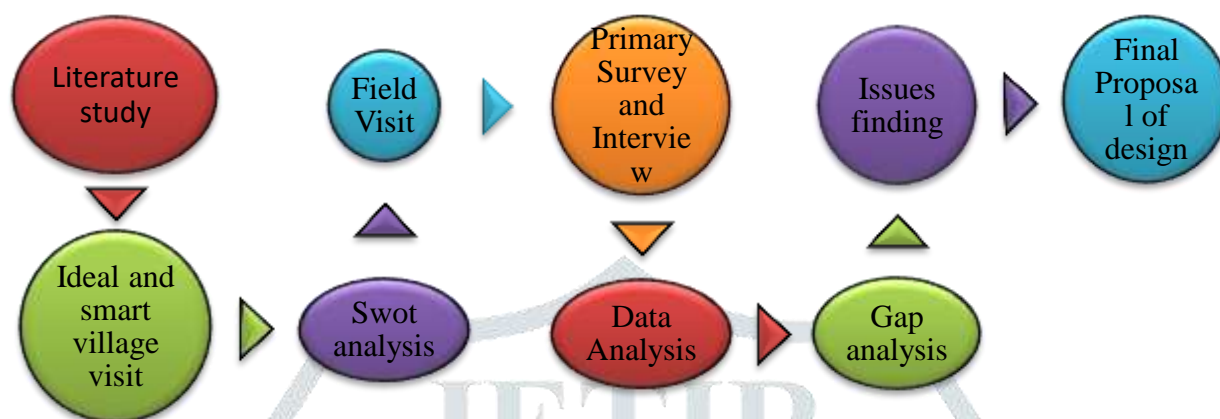 Literature
study
Ideal and
smart
village
visit
Swot
analysis
Field
Visit
Primary
Survey
and
Intervie
w
Data
Analysis
Gap
analysis
Issues
finding
Final
Proposa
l of
design
JETIR